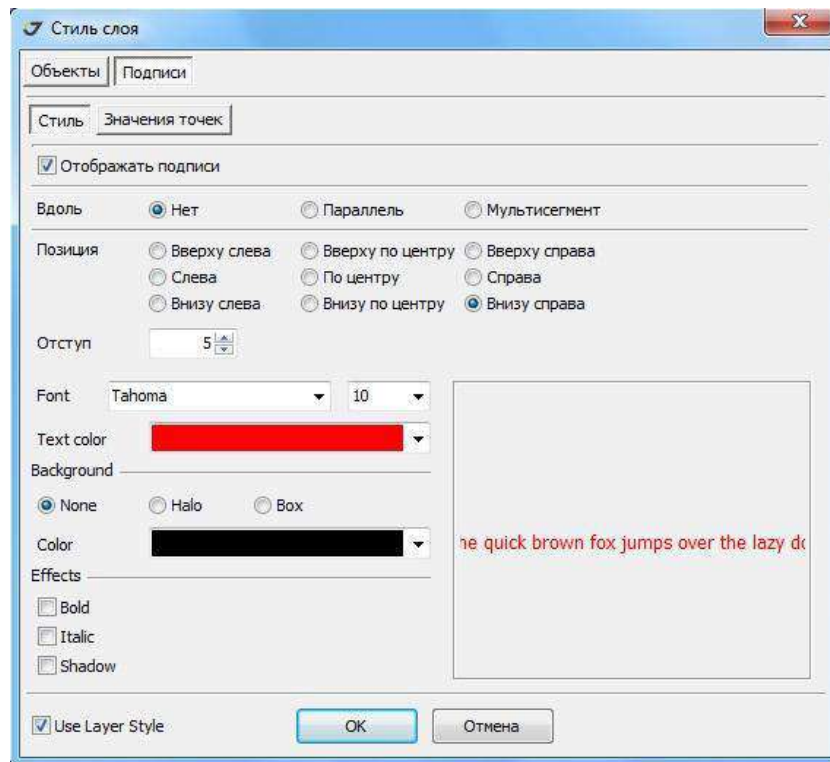 Стиль слоя
Объекты Подписи
Стиль Значения точек
Отображать подписи
Вдоль Нет Параллель Мультисегмент
Позиция Вверху слева Вверху по центру Вверху справа
Слева По центру Справа
Внизу слева Внизу по центру Внизу справа
Отступ 5
Font Tahoma 10
Text color
Background
None Halo Box
Color
he quick brown fox jumps over the lazy do
Effects
Bold
Italic
Shadow
Use Layer Style OK Отмена